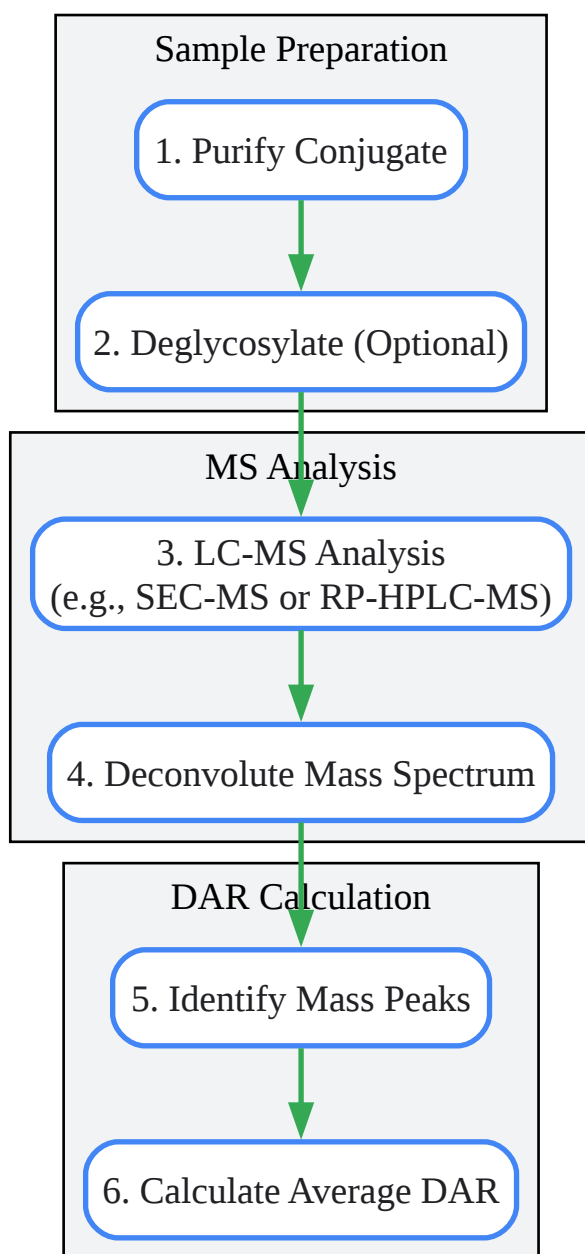 Sample Preparation
1. Purify Conjugate
2. Deglycosylate (Optional)
MS Analysis
3. LC-MS Analysis
(e.g., SEC-MS or RP-HPLC-MS)
4. Deconvolute Mass Spectrum
DAR Calculation
5. Identify Mass Peaks
6. Calculate Average DAR